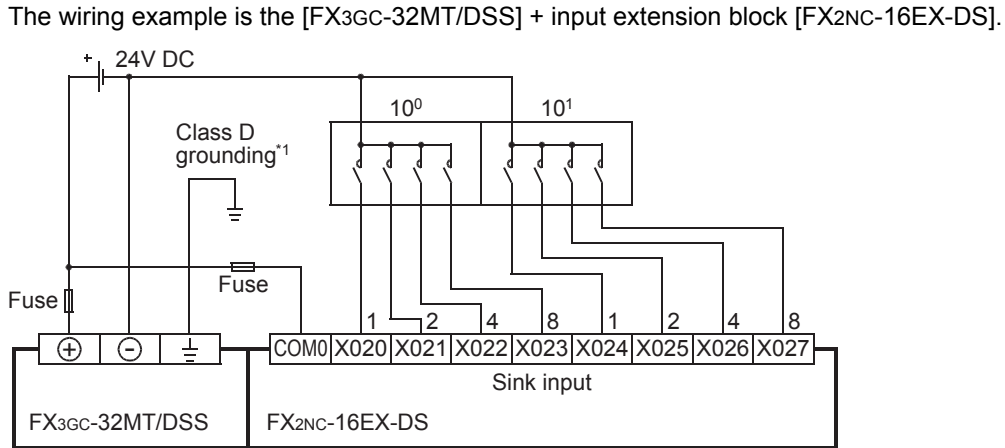 The wiring example is the [FX3GC-32MT/DSS] + input extension block [FX2NC-16EX-DS].
+ 24V DC
10⁰ 10¹
Class D
grounding*1
Fuse
Fuse
1 2 4 8 1 2 4 8
+ - COM0 X020 X021 X022 X023 X024 X025 X026 X027
Sink input
FX3GC-32MT/DSS FX2NC-16EX-DS